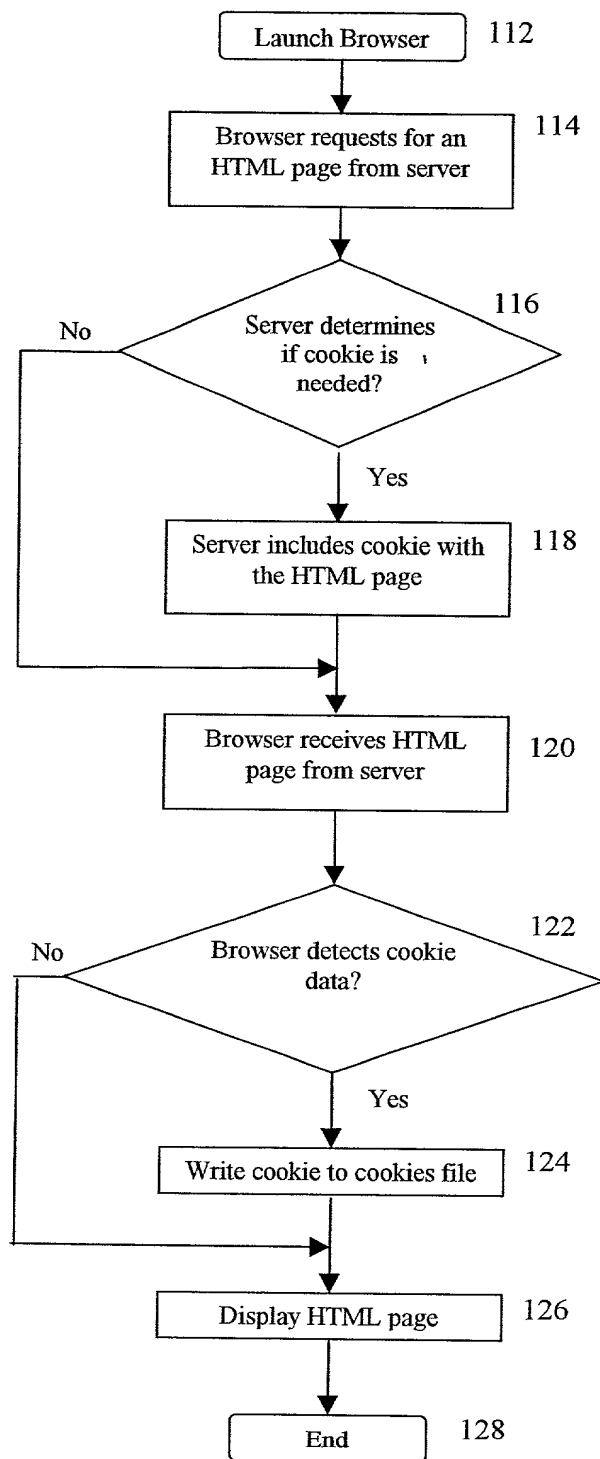 Launch Browser
112
Browser requests for an
HTML page from server
114
116
No
Server determines
if cookie is
needed?
Yes
Server includes cookie with
the HTML page
118
Browser receives HTML
page from server
120
122
No
Browser detects cookie
data?
Yes
Write cookie to cookies file
124
Display HTML page
126
End
128